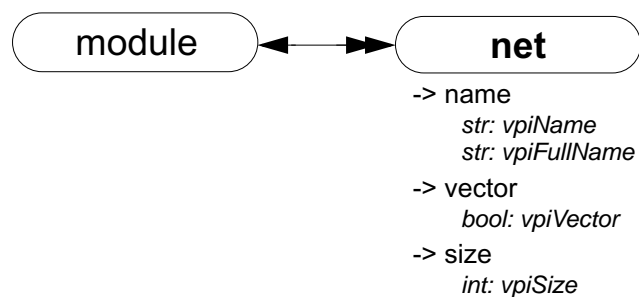 module
net
-> name
str: vpiName
str: vpiFullName
-> vector
bool: vpiVector
-> size
int: vpiSize